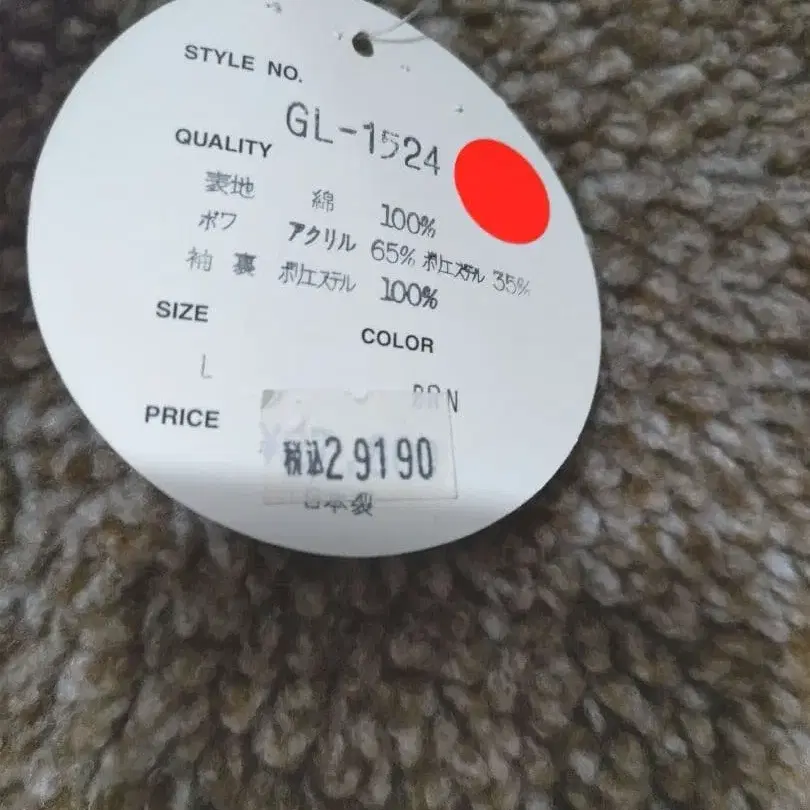 STYLE NO.
GL-1524
QUALITY
表地 綿 100%
ボワ アクリル 65% ポリエステル 35%
袖裏 ポリエステル 100%
SIZE COLOR
L BRN
PRICE
税込29190
日本製